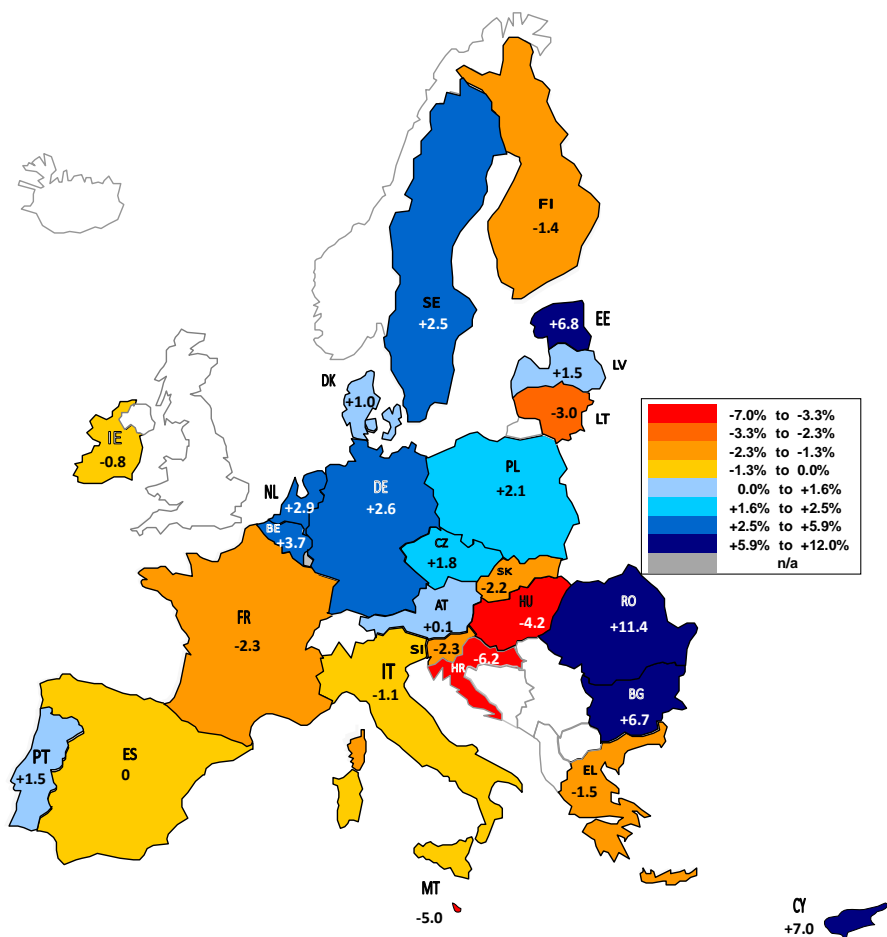 FI
-1.4
SE
+2.5
+6.8 EE
+1.5 LV
-3.0 LT
DK
+1.0
IE
-0.8
NL
+2.9
DE
+2.6
PL
+2.1
BE
+3.7
CZ
+1.8
SK
-2.2
AT
+0.1
HU
-4.2
RO
+11.4
FR
-2.3
SI -2.3
HR -6.2
IT
-1.1
BG
+6.7
ES
0
PT
+1.5
EL
-1.5
MT
-5.0
CY
+7.0
-7.0% to -3.3%
-3.3% to -2.3%
-2.3% to -1.3%
-1.3% to 0.0%
0.0% to +1.6%
+1.6% to +2.5%
+2.5% to +5.9%
+5.9% to +12.0%
n/a